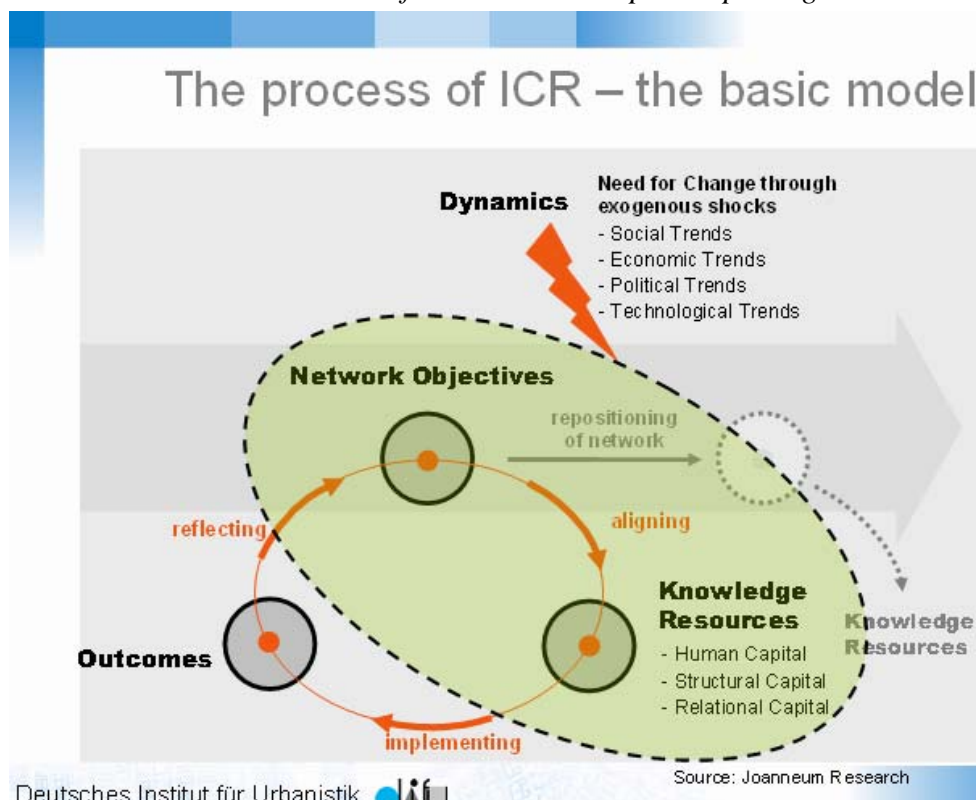 The process of ICR – the basic model
Dynamics
Need for Change through
exogenous shocks
- Social Trends
- Economic Trends
- Political Trends
- Technological Trends
Network Objectives
repositioning
of network
reflecting
aligning
Knowledge
Resources
- Human Capital
- Structural Capital
- Relational Capital
Knowledge
Resources
Outcomes
implementing
Source: Joanneum Research
Deutsches Institut für Urbanistik